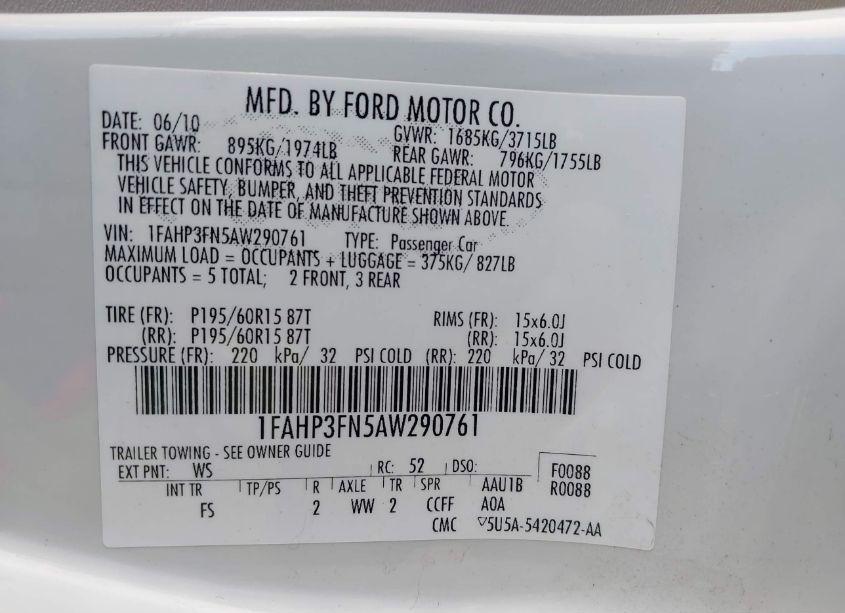 MFD. BY FORD MOTOR CO.
DATE: 06/10 GVWR: 1685KG/3715LB
FRONT GAWR: 895KG/1974LB REAR GAWR: 796KG/1755LB
THIS VEHICLE CONFORMS TO ALL APPLICABLE FEDERAL MOTOR
VEHICLE SAFETY, BUMPER, AND THEFT PREVENTION STANDARDS
IN EFFECT ON THE DATE OF MANUFACTURE SHOWN ABOVE.
VIN: 1FAHP3FN5AW290761 TYPE: Passenger Car
MAXIMUM LOAD = OCCUPANTS + LUGGAGE = 375KG/ 827LB
OCCUPANTS = 5 TOTAL; 2 FRONT, 3 REAR
TIRE (FR): P195/60R15 87T RIMS (FR): 15x6.0J
(RR): P195/60R15 87T (RR): 15x6.0J
PRESSURE (FR): 220 kPa/ 32 PSI COLD (RR): 220 kPa/ 32 PSI COLD
1FAHP3FN5AW290761
TRAILER TOWING - SEE OWNER GUIDE
EXT PNT: WS RC: 52 DSO: F0088
INT TR TP/PS R AXLE TR SPR AAU1B R0088
FS 2 WW 2 CCFF A0A
CMC V5U5A-5420472-AA